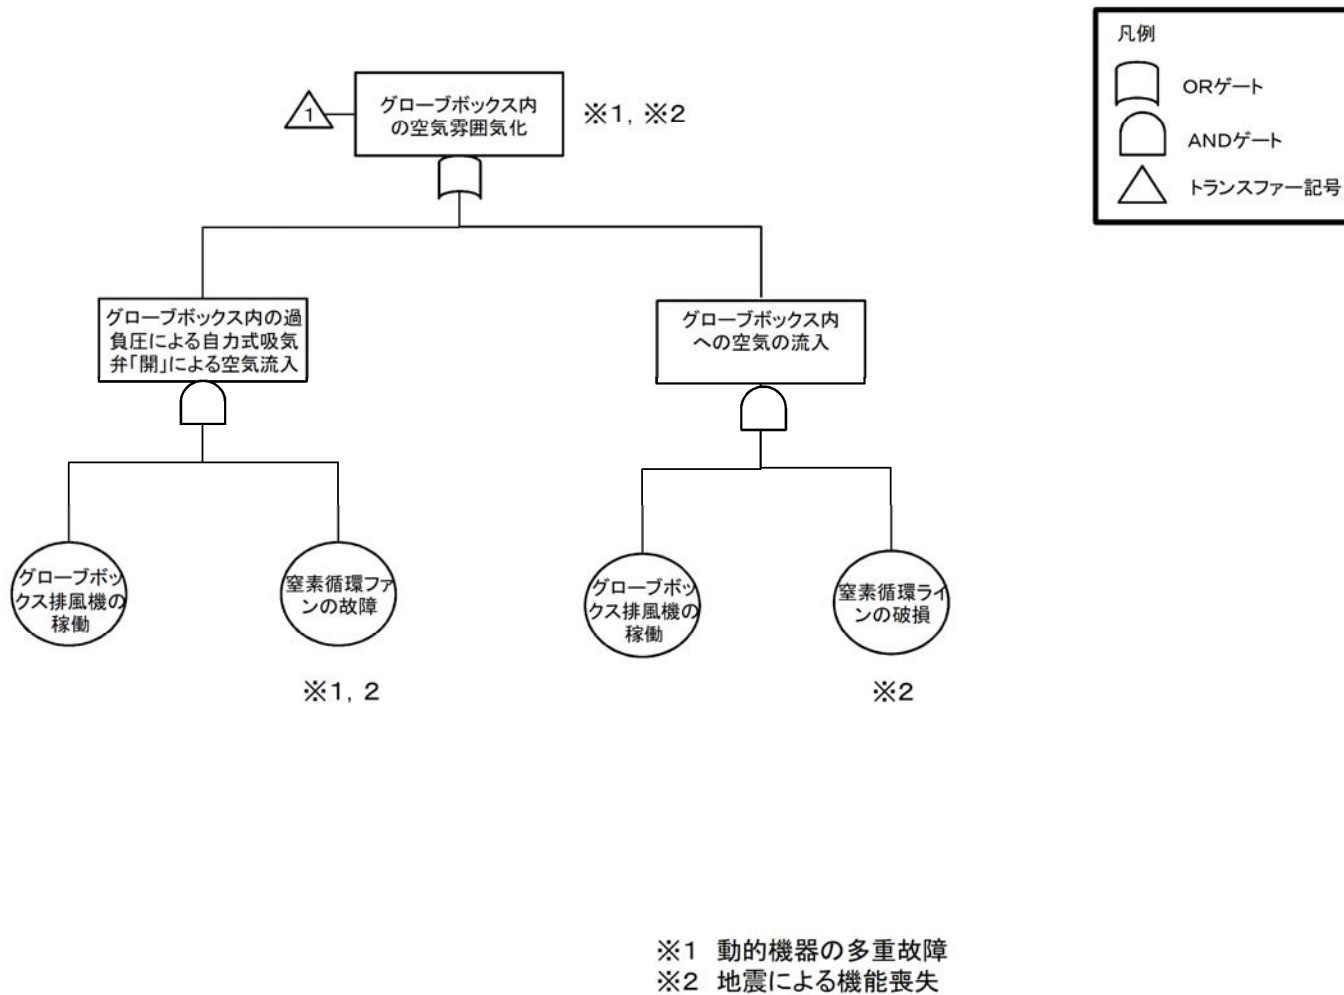 凡例
ORゲート
ANDゲート
トランスファー記号
1
グローブボックス内
の空気雰囲気化
※1, ※2
グローブボックス内の過
負圧による自力式吸気
弁「開」による空気流入
グローブボックス内
への空気の流入
グローブボッ
クス排風機の
稼働
窒素循環ファ
ンの故障
グローブボッ
クス排風機の
稼働
窒素循環ライ
ンの破損
※1, 2
※2
※1 動的機器の多重故障
※2 地震による機能喪失